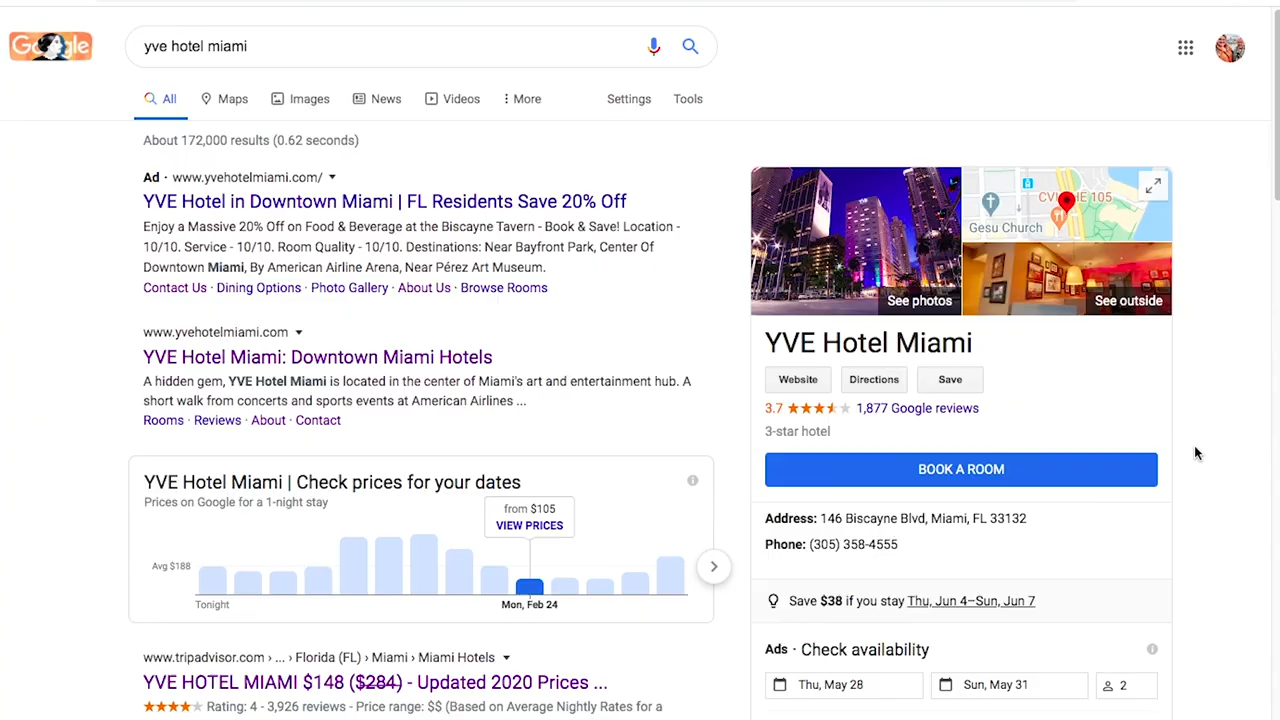 Google
yve hotel miami
All
Maps
Images
News
Videos
More
Settings
Tools
About 172,000 results (0.62 seconds)
Ad · www.yvehotelmiami.com/
YVE Hotel in Downtown Miami | FL Residents Save 20% Off
Enjoy a Massive 20% Off on Food & Beverage at the Biscayne Tavern - Book & Save! Location -
10/10. Service - 10/10. Room Quality - 10/10. Destinations: Near Bayfront Park, Center Of
Downtown Miami, By American Airline Arena, Near Pérez Art Museum.
Contact Us · Dining Options · Photo Gallery · About Us · Browse Rooms
www.yvehotelmiami.com
YVE Hotel Miami: Downtown Miami Hotels
A hidden gem, YVE Hotel Miami is located in the center of Miami's art and entertainment hub. A
short walk from concerts and sports events at American Airlines ...
Rooms · Reviews · About · Contact
YVE Hotel Miami | Check prices for your dates
Prices on Google for a 1-night stay
from $105
VIEW PRICES
Avg $188
Tonight
Mon, Feb 24
www.tripadvisor.com › ... › Florida (FL) › Miami › Miami Hotels
YVE HOTEL MIAMI $148 ($284) - Updated 2020 Prices ...
Rating: 4 - 3,926 reviews - Price range: $$ (Based on Average Nightly Rates for a
See photos
Gesu Church
105
See outside
YVE Hotel Miami
Website
Directions
Save
3.7
1,877 Google reviews
3-star hotel
BOOK A ROOM
Address: 146 Biscayne Blvd, Miami, FL 33132
Phone: (305) 358-4555
Save $38 if you stay Thu, Jun 4–Sun, Jun 7
Ads · Check availability
Thu, May 28
Sun, May 31
2